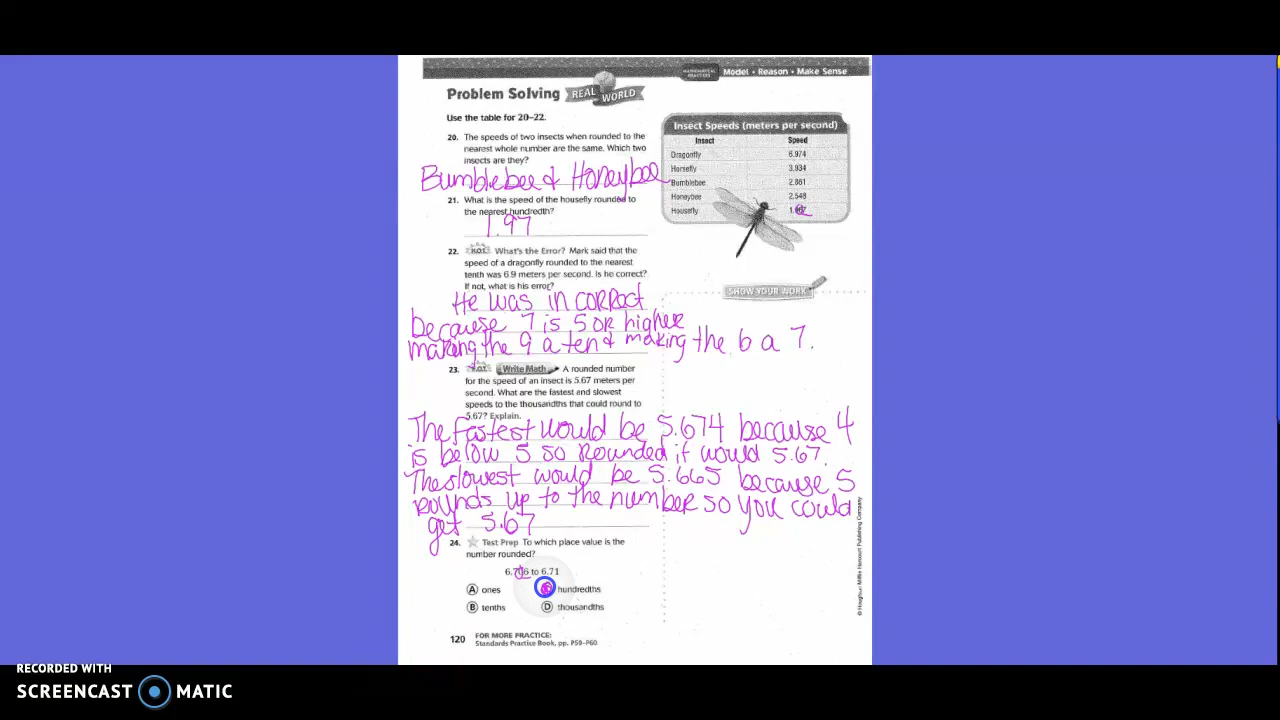 MATHEMATICAL PRACTICES Model • Reason • Make Sense
Problem Solving REAL WORLD
Use the table for 20–22.
20. The speeds of two insects when rounded to the
nearest whole number are the same. Which two
insects are they?
Bumblebee & Honeybee
21. What is the speed of the housefly rounded to
the nearest hundredth?
1.97
22. H.O.T. What's the Error? Mark said that the
speed of a dragonfly rounded to the nearest
tenth was 6.9 meters per second. Is he correct?
If not, what is his error?
He was in correct
because 7 is 5 or higher
making the 9 a ten & making the 6 a 7.
Insect Speeds (meters per second)
Insect Speed
Dragonfly 6.974
Horsefly 3.934
Bumblebee 2.861
Honeybee 2.548
Housefly
SHOW YOUR WORK
23. H.O.T. Write Math A rounded number
for the speed of an insect is 5.67 meters per
second. What are the fastest and slowest
speeds to the thousandths that could round to
5.67? Explain.
The fastest would be 5.674 because 4
is below 5 so rounded it would 5.67.
The slowest would be 5.665 because 5
rounds up to the number so you could
get 5.67
24. Test Prep To which place value is the
number rounded?
6.706 to 6.71
A ones
hundredths
B tenths
D thousandths
120 FOR MORE PRACTICE:
Standards Practice Book, pp. P59–P60
© Houghton Mifflin Harcourt Publishing Company
RECORDED WITH
SCREENCAST MATIC